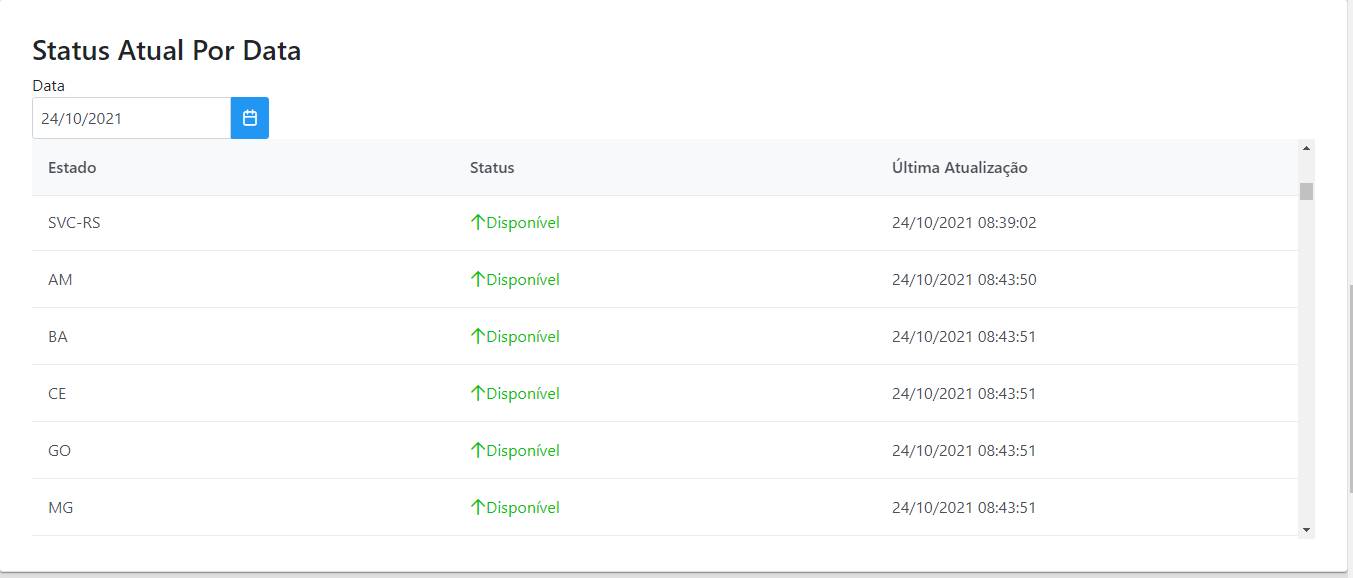 Status Atual Por Data
Data
24/10/2021
Estado Status Última Atualização
SVC-RS Disponível 24/10/2021 08:39:02
AM Disponível 24/10/2021 08:43:50
BA Disponível 24/10/2021 08:43:51
CE Disponível 24/10/2021 08:43:51
GO Disponível 24/10/2021 08:43:51
MG Disponível 24/10/2021 08:43:51